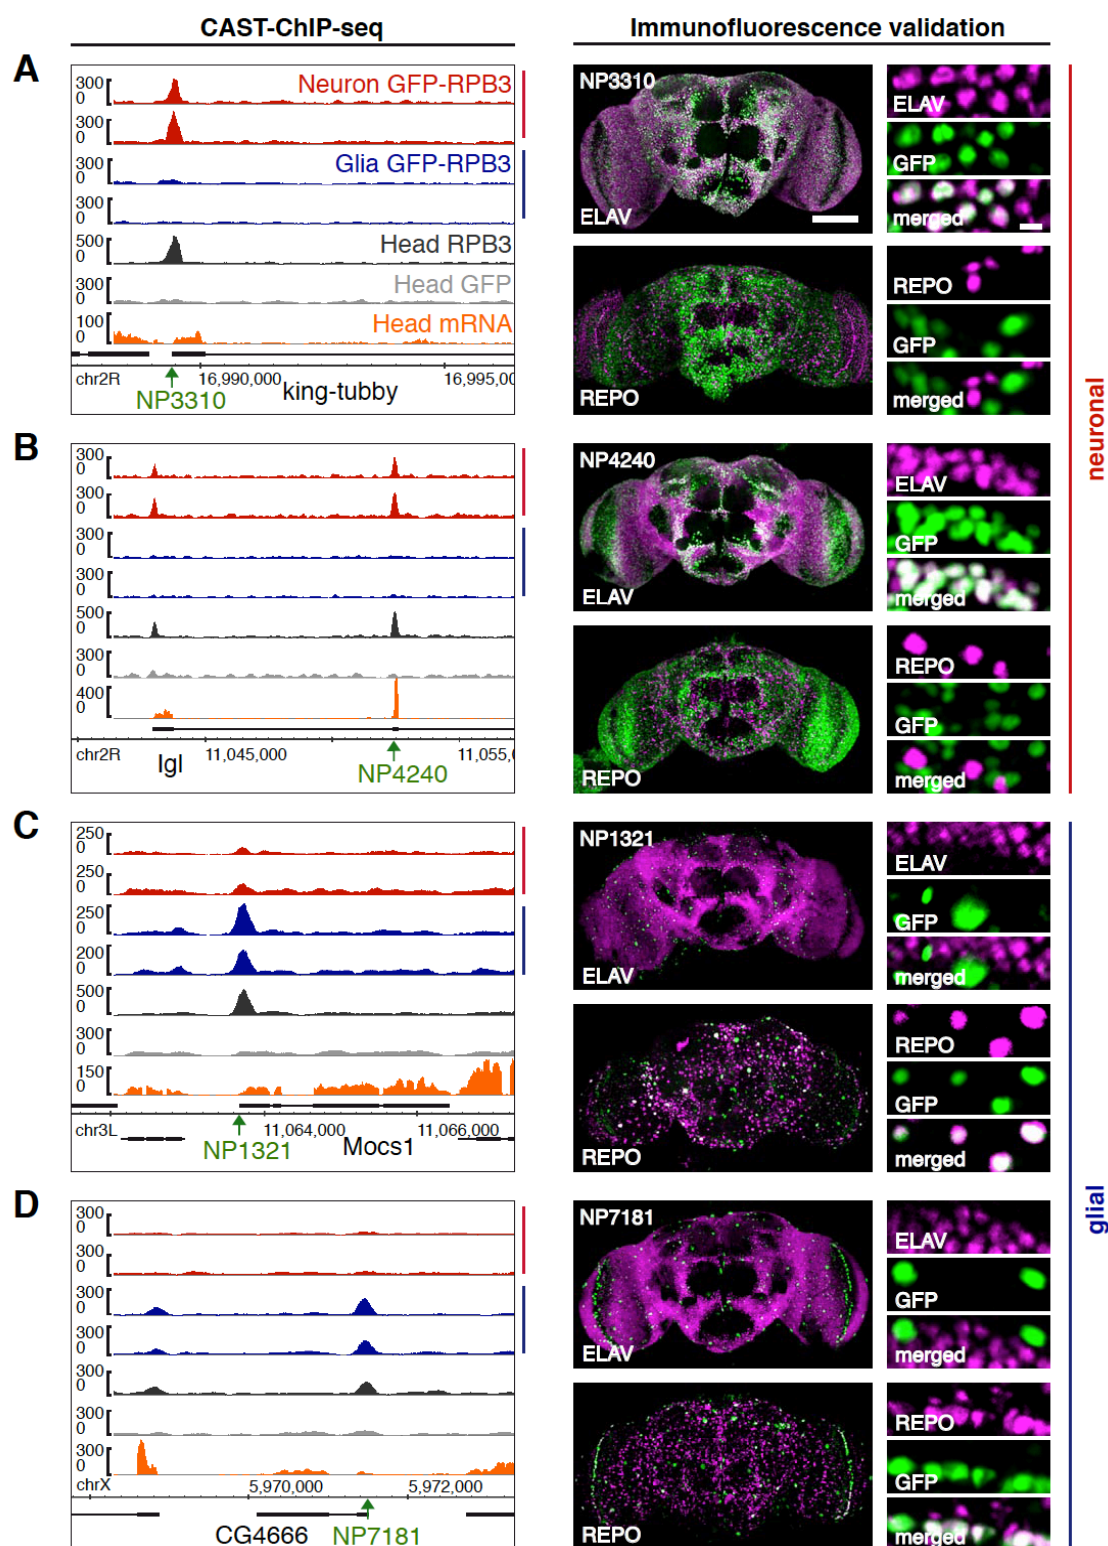 CAST-ChIP-seq
Immunofluorescence validation
A
300
0
Neuron GFP-RPB3
300
0
300
0
Glia GFP-RPB3
300
0
500
0
Head RPB3
300
0
Head GFP
100
0
Head mRNA
chr2R
16,990,000
16,995,00
king-tubby
NP3310
NP3310
ELAV
ELAV
GFP
merged
REPO
REPO
GFP
merged
B
300
0
300
0
300
0
300
0
500
0
300
0
400
0
chr2R
Igl
11,045,000
11,055,
NP4240
NP4240
ELAV
ELAV
GFP
merged
REPO
REPO
GFP
merged
neuronal
C
250
0
250
0
250
0
200
0
500
0
300
0
150
0
chr3L
11,064,000
11,066,000
NP1321
Mocs1
NP1321
ELAV
ELAV
GFP
merged
REPO
REPO
GFP
merged
D
300
0
300
0
300
0
300
0
300
0
300
0
300
0
chrX
5,970,000
5,972,000
CG4666
NP7181
NP7181
ELAV
ELAV
GFP
merged
REPO
REPO
GFP
merged
glial